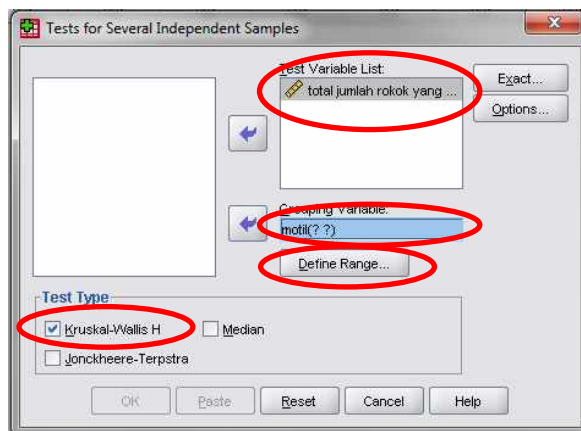 Tests for Several Independent Samples
Test Variable List:
total jumlah rokok yang ...
Exact...
Options...
Grouping Variable:
motil(? ?)
Define Range...
Test Type
Kruskal-Wallis H
Median
Jonckheere-Terpstra
OK
Paste
Reset
Cancel
Help